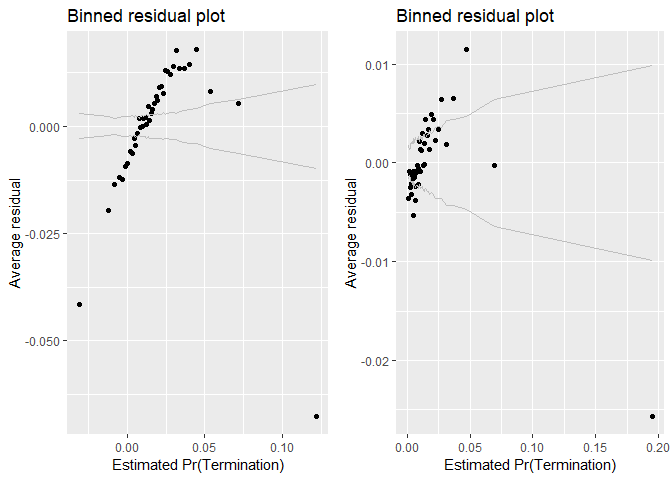 Binned residual plot
0.000
-0.025
-0.050
Average residual
0.00
0.05
0.10
Estimated Pr(Termination)
Binned residual plot
0.01
0.00
-0.01
-0.02
Average residual
0.00
0.05
0.10
0.15
0.20
Estimated Pr(Termination)